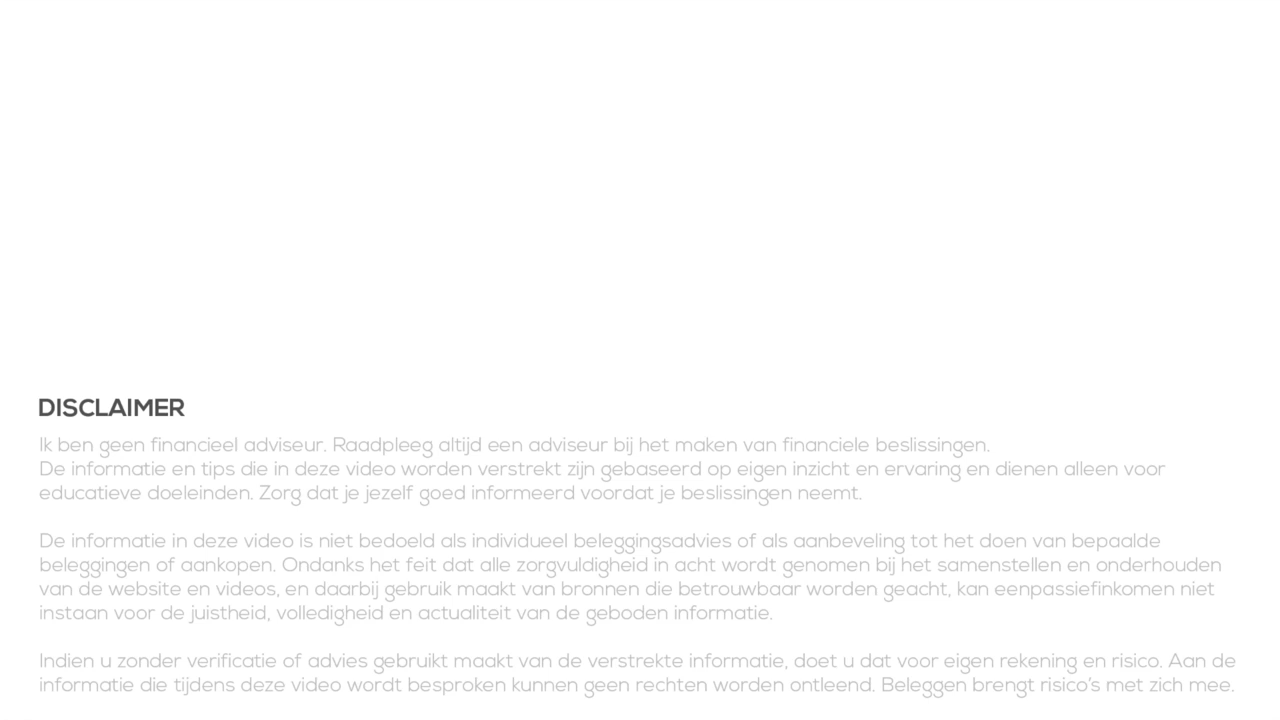 DISCLAIMER
Ik ben geen financieel adviseur. Raadpleeg altijd een adviseur bij het maken van financiele beslissingen.
De informatie en tips die in deze video worden verstrekt zijn gebaseerd op eigen inzicht en ervaring en dienen alleen voor
educatieve doeleinden. Zorg dat je jezelf goed informeerd voordat je beslissingen neemt.
De informatie in deze video is niet bedoeld als individueel beleggingsadvies of als aanbeveling tot het doen van bepaalde
beleggingen of aankopen. Ondanks het feit dat alle zorgvuldigheid in acht wordt genomen bij het samenstellen en onderhouden
van de website en videos, en daarbij gebruik maakt van bronnen die betrouwbaar worden geacht, kan eenpassiefinkomen niet
instaan voor de juistheid, volledigheid en actualiteit van de geboden informatie.
Indien u zonder verificatie of advies gebruikt maakt van de verstrekte informatie, doet u dat voor eigen rekening en risico. Aan de
informatie die tijdens deze video wordt besproken kunnen geen rechten worden ontleend. Beleggen brengt risico's met zich mee.